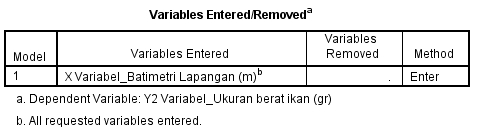 Variables Entered/Removedᵃ
Variables
Model Variables Entered Removed Method
1 X Variabel_Batimetri Lapangan (m)ᵇ . Enter
a. Dependent Variable: Y2 Variabel_Ukuran berat ikan (gr)
b. All requested variables entered.